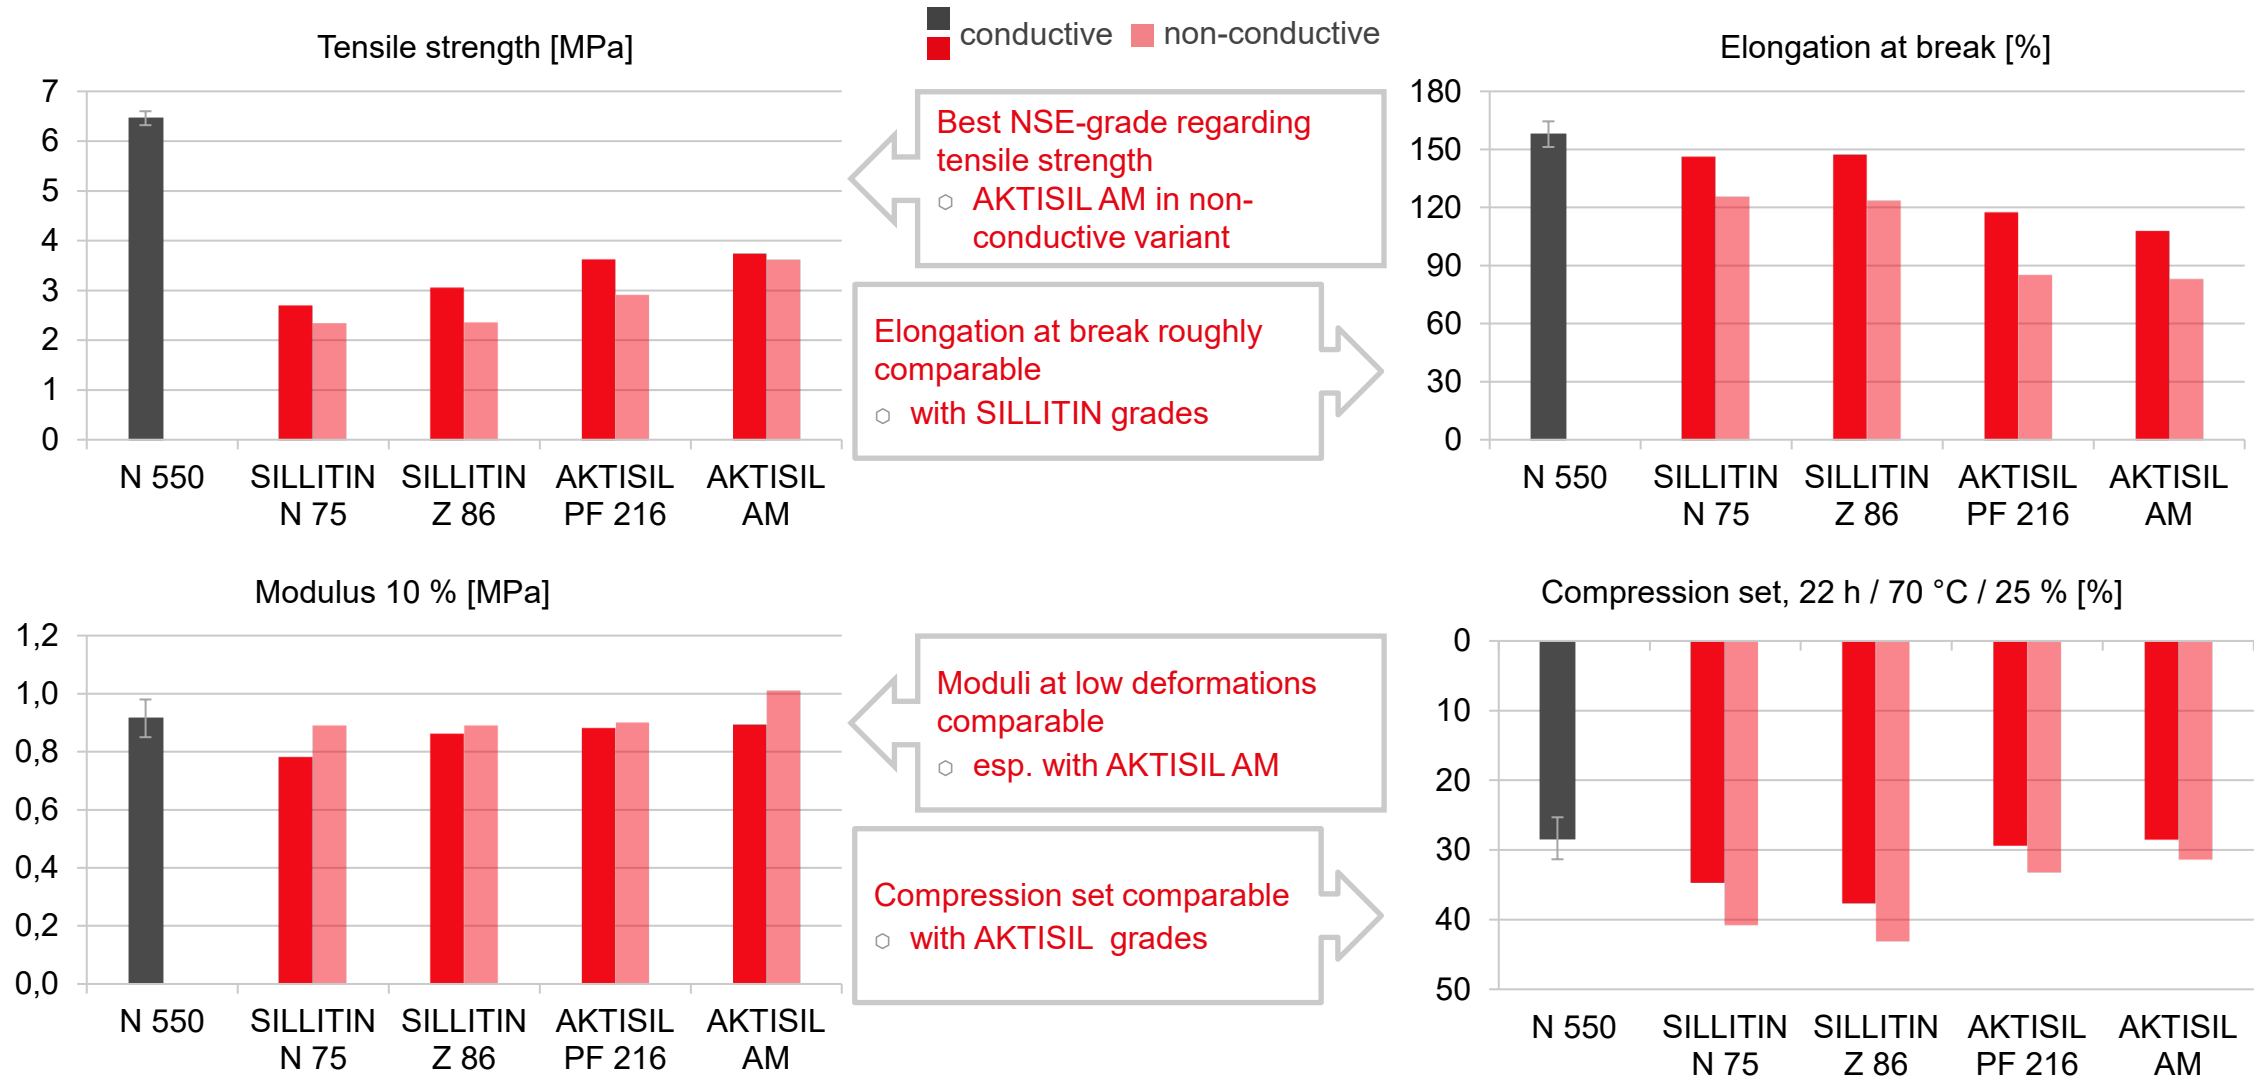 conductive
non-conductive
Tensile strength [MPa]
7
6
5
4
3
2
1
0
N 550
SILLITIN
N 75
SILLITIN
Z 86
AKTISIL
PF 216
AKTISIL
AM
Best NSE-grade regarding
tensile strength
AKTISIL AM in non-
conductive variant
Elongation at break roughly
comparable
with SILLITIN grades
Elongation at break [%]
180
150
120
90
60
30
0
N 550
SILLITIN
N 75
SILLITIN
Z 86
AKTISIL
PF 216
AKTISIL
AM
Modulus 10 % [MPa]
1,2
1,0
0,8
0,6
0,4
0,2
0,0
N 550
SILLITIN
N 75
SILLITIN
Z 86
AKTISIL
PF 216
AKTISIL
AM
Moduli at low deformations
comparable
esp. with AKTISIL AM
Compression set comparable
with AKTISIL  grades
Compression set, 22 h / 70 °C / 25 % [%]
0
10
20
30
40
50
N 550
SILLITIN
N 75
SILLITIN
Z 86
AKTISIL
PF 216
AKTISIL
AM